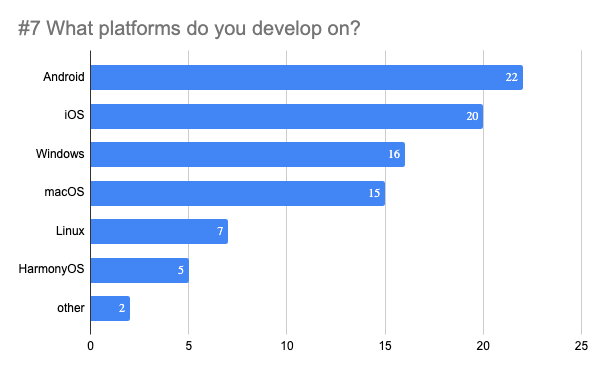 #7 What platforms do you develop on?
Android 22
iOS 20
Windows 16
macOS 15
Linux 7
HarmonyOS 5
other 2
0 5 10 15 20 25